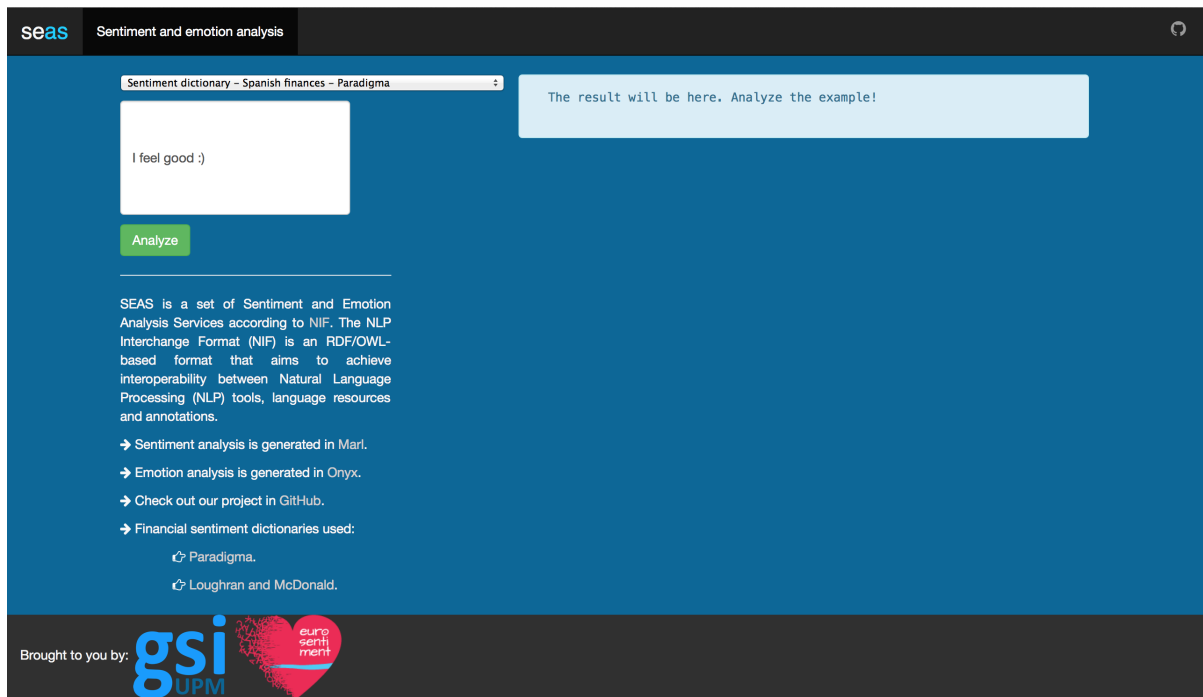 seas
Sentiment and emotion analysis
Sentiment dictionary – Spanish finances – Paradigma
The result will be here. Analyze the example!
I feel good :)
Analyze
SEAS is a set of Sentiment and Emotion
Analysis Services according to NIF. The NLP
Interchange Format (NIF) is an RDF/OWL-
based format that aims to achieve
interoperability between Natural Language
Processing (NLP) tools, language resources
and annotations.
Sentiment analysis is generated in Marl.
Emotion analysis is generated in Onyx.
Check out our project in GitHub.
Financial sentiment dictionaries used:
Paradigma.
Loughran and McDonald.
Brought to you by:
gsi
UPM
euro
senti
ment